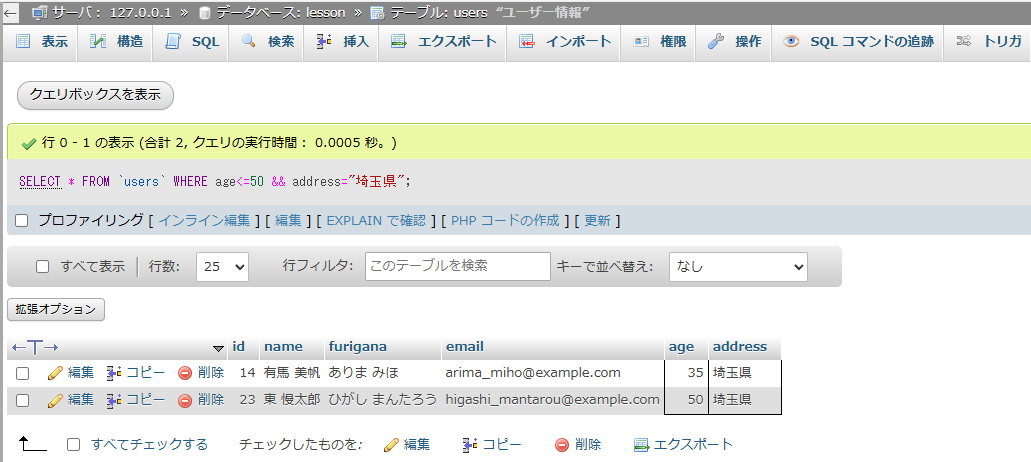 サーバ: 127.0.0.1 » データベース: lesson » テーブル: users “ユーザー情報”
表示 構造 SQL 検索 挿入 エクスポート インポート 権限 操作 SQL コマンドの追跡 トリガ
クエリボックスを表示
行 0 - 1 の表示 (合計 2, クエリの実行時間： 0.0005 秒。)
SELECT * FROM `users` WHERE age<=50 && address="埼玉県";
プロファイリング [ インライン編集 ] [ 編集 ] [ EXPLAIN で確認 ] [ PHP コードの作成 ] [ 更新 ]
すべて表示 行数: 25 行フィルタ: このテーブルを検索 キーで並べ替え: なし
拡張オプション
←T→ id name furigana email age address
編集 コピー 削除 14 有馬 美帆 ありま みほ arima_miho@example.com 35 埼玉県
編集 コピー 削除 23 東 慢太郎 ひがし まんたろう higashi_mantarou@example.com 50 埼玉県
すべてチェックする チェックしたものを: 編集 コピー 削除 エクスポート